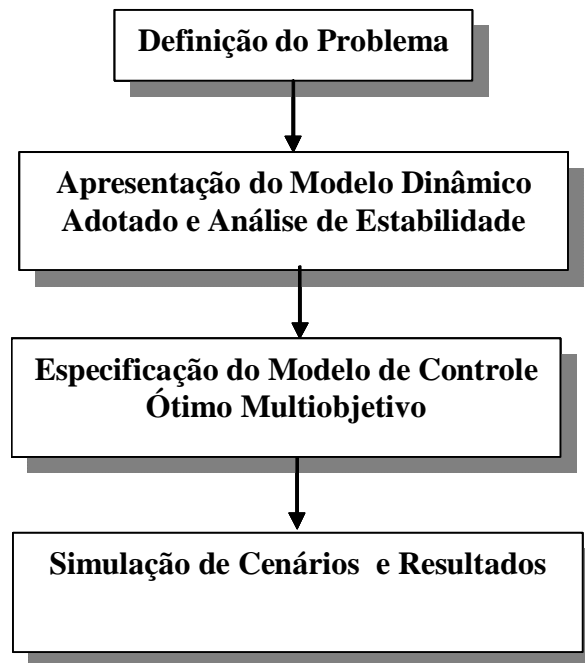 Definição do Problema
Apresentação do Modelo Dinâmico
Adotado e Análise de Estabilidade
Especificação do Modelo de Controle
Ótimo Multiobjetivo
Simulação de Cenários e Resultados